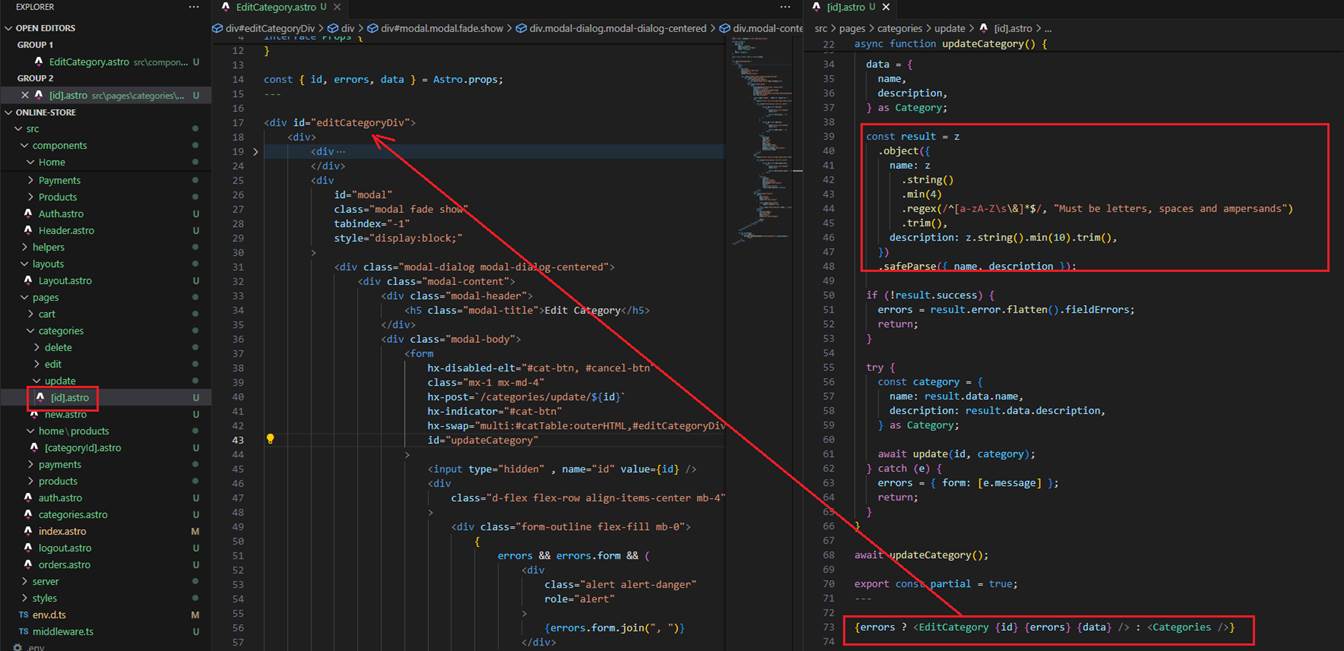 EXPLORER
...
OPEN EDITORS
GROUP 1
EditCategory.astro src\compon... U
GROUP 2
[id].astro src\pages\categories\... U
ONLINE-STORE
src
components
Home
Payments
Products
Auth.astro U
Header.astro U
helpers
layouts
Layout.astro U
pages
cart
categories
delete
edit
update
[id].astro U
new.astro U
home \ products
[categoryId].astro U
payments
products
auth.astro U
categories.astro U
index.astro M
logout.astro U
orders.astro U
server
styles
TS env.d.ts M
TS middleware.ts U
.env
EditCategory.astro U
...
div#editCategoryDiv > div > div#modal.modal.fade.show > div.modal-dialog.modal-dialog-centered > div.modal-conte
interface Props {
12 }
13
14 const { id, errors, data } = Astro.props;
15 ---
16
17 <div id="editCategoryDiv">
18 <div>
19 <div ...
24 </div>
25 <div
26 id="modal"
27 class="modal fade show"
28 tabindex="-1"
29 style="display:block;"
30 >
31 <div class="modal-dialog modal-dialog-centered">
32 <div class="modal-content">
33 <div class="modal-header">
34 <h5 class="modal-title">Edit Category</h5>
35 </div>
36 <div class="modal-body">
37 <form
38 hx-disabled-elt="#cat-btn, #cancel-btn"
39 class="mx-1 mx-md-4"
40 hx-post=`/categories/update/${id}`
41 hx-indicator="#cat-btn"
42 hx-swap="multi:#catTable:outerHTML,#editCategoryDiv
43 id="updateCategory"
44 >
45 <input type="hidden" , name="id" value={id} />
46 <div
47 class="d-flex flex-row align-items-center mb-4"
48 >
49 <div class="form-outline flex-fill mb-0">
50 {
51 errors && errors.form && (
52 <div
53 class="alert alert-danger"
54 role="alert"
55 >
56 {errors.form.join(", ")}
57 </div>
[id].astro U
src > pages > categories > update > [id].astro > ...
22 async function updateCategory() {
34 data = {
35 name,
36 description,
37 } as Category;
38
39 const result = z
40 .object({
41 name: z
42 .string()
43 .min(4)
44 .regex(/^[a-zA-Z\s\&]*$/, "Must be letters, spaces and ampersands")
45 .trim(),
46 description: z.string().min(10).trim(),
47 })
48 .safeParse({ name, description });
49
50 if (!result.success) {
51 errors = result.error.flatten().fieldErrors;
52 return;
53 }
54
55 try {
56 const category = {
57 name: result.data.name,
58 description: result.data.description,
59 } as Category;
60
61 await update(id, category);
62 } catch (e) {
63 errors = { form: [e.message] };
64 return;
65 }
66 }
67
68 await updateCategory();
69
70 export const partial = true;
71 ---
72
73 {errors ? <EditCategory {id} {errors} {data} /> : <Categories />}
74